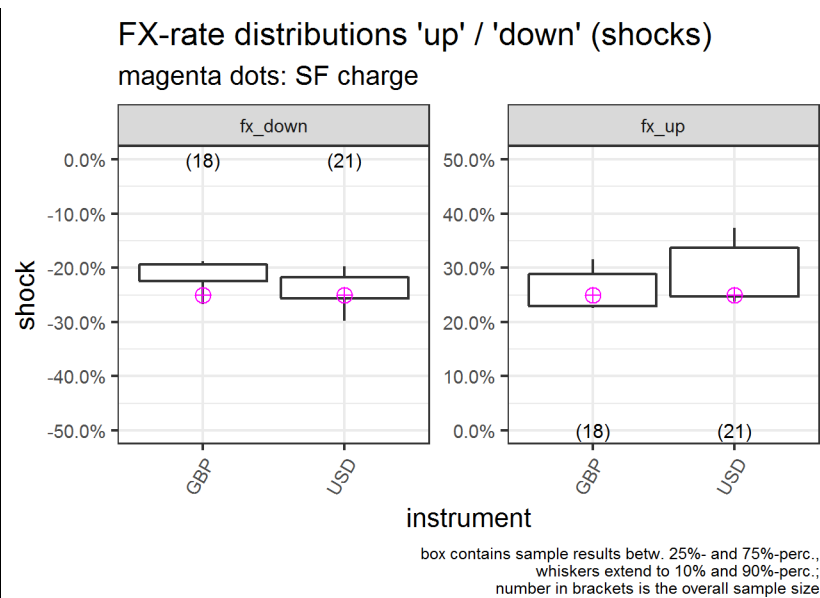 FX-rate distributions 'up' / 'down' (shocks)
magenta dots: SF charge
fx_down
fx_up
shock
0.0%
-10.0%
-20.0%
-30.0%
-40.0%
-50.0%
(18)
(21)
50.0%
40.0%
30.0%
20.0%
10.0%
0.0%
(18)
(21)
GBP
USD
GBP
USD
instrument
box contains sample results betw. 25%- and 75%-perc.,
whiskers extend to 10% and 90%-perc.;
number in brackets is the overall sample size